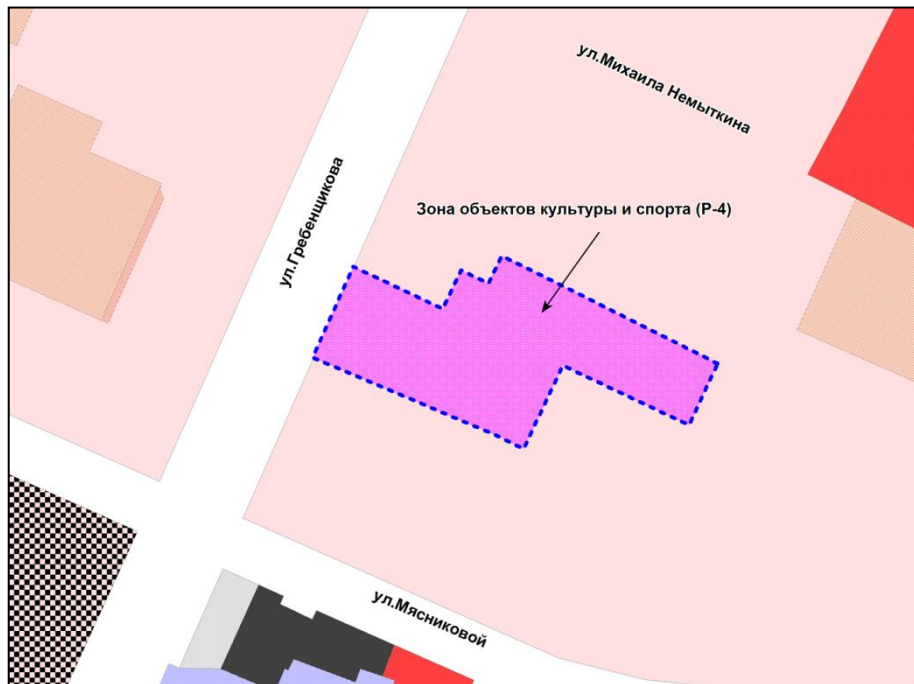 ул.Михаила Немыткина
ул.Гребенщикова
Зона объектов культуры и спорта (Р-4)
ул.Мясниковой